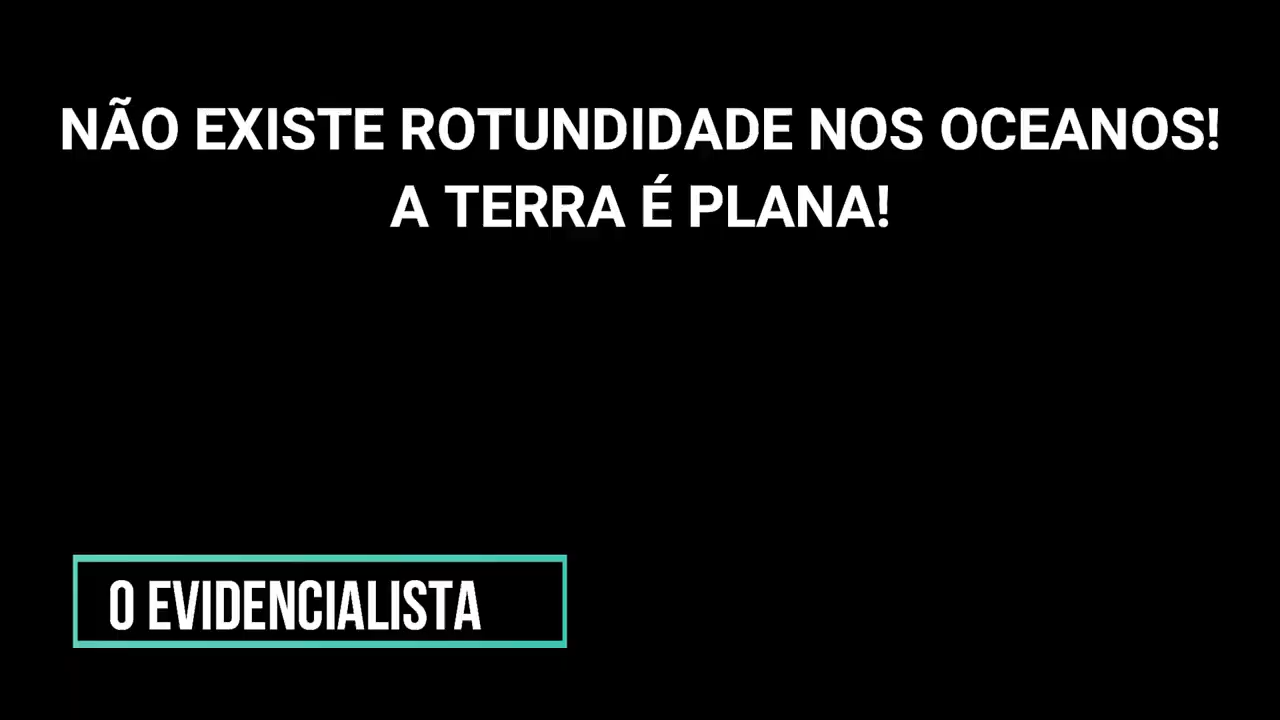 NÃO EXISTE ROTUNDIDADE NOS OCEANOS!
A TERRA É PLANA!
O EVIDENCIALISTA